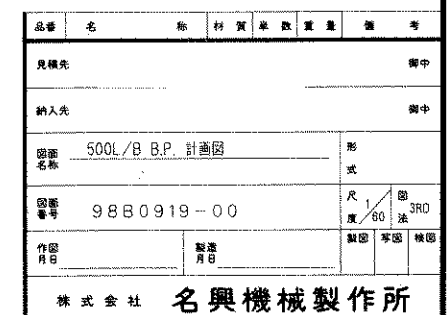 品番 名 称 材 質 単 数 重 量 備 考
見積先 御中
納入先 御中
図面名称 500L/B B.P. 計画図 形式
図面番号 98B0919-00 尺度 1/60 図法 3RD
作図月日 製造月日 製図 写図 検図
株式会社 名興機械製作所